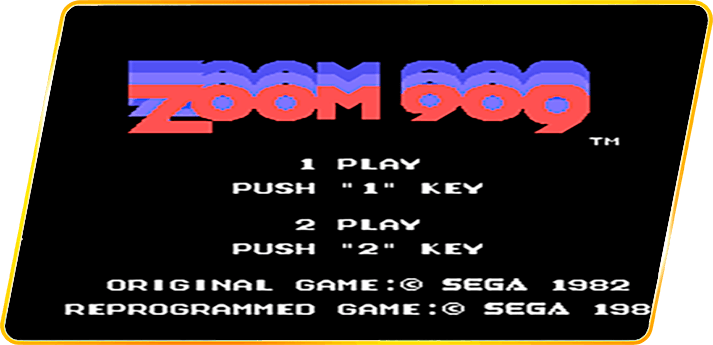 ZOOM 909
TM
1 PLAY
PUSH "1" KEY
2 PLAY
PUSH "2" KEY
ORIGINAL GAME:© SEGA 1982
REPROGRAMMED GAME:© SEGA 198